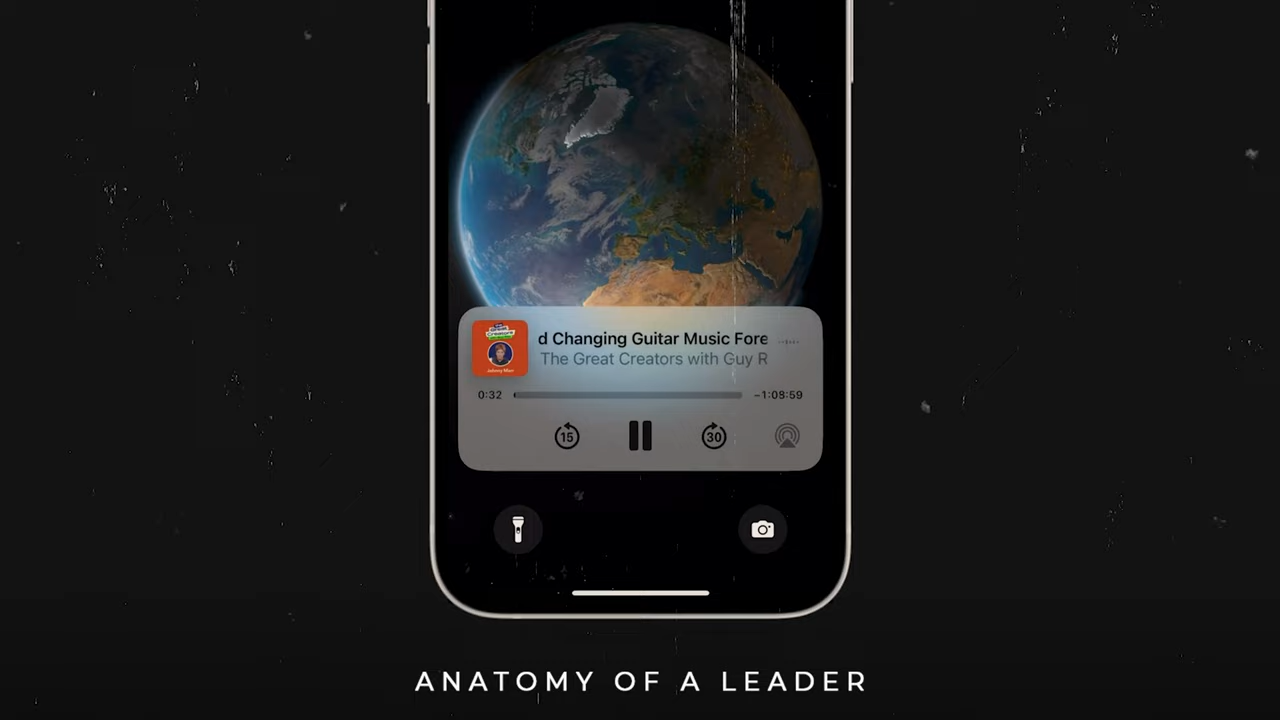 d Changing Guitar Music Fore
The Great Creators with Guy R
0:32
-1:08:59
15
30
ANATOMY OF A LEADER